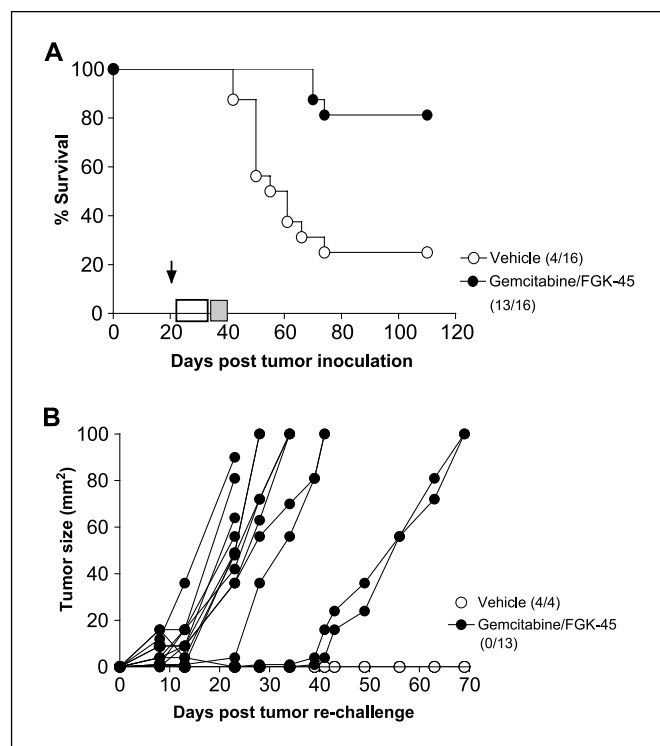 A
100
80
60
40
20
0
% Survival
0 20 40 60 80 100 120
Days post tumor inoculation
Vehicle (4/16)
Gemcitabine/FGK-45
(13/16)
B
100
80
60
40
20
0
Tumor size (mm²)
0 10 20 30 40 50 60 70
Days post tumor re-challenge
Vehicle (4/4)
Gemcitabine/FGK-45
(0/13)